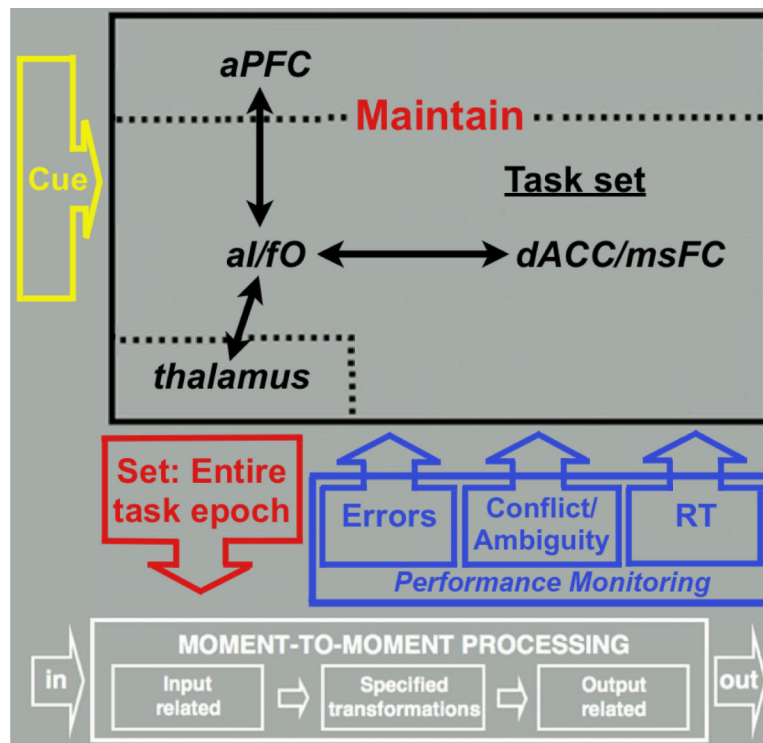 aPFC
Maintain
Cue
Task set
aI/fO
dACC/msFC
thalamus
Set: Entire
task epoch
Errors
Conflict/
Ambiguity
RT
Performance Monitoring
MOMENT-TO-MOMENT PROCESSING
in
Input
related
Specified
transformations
Output
related
out